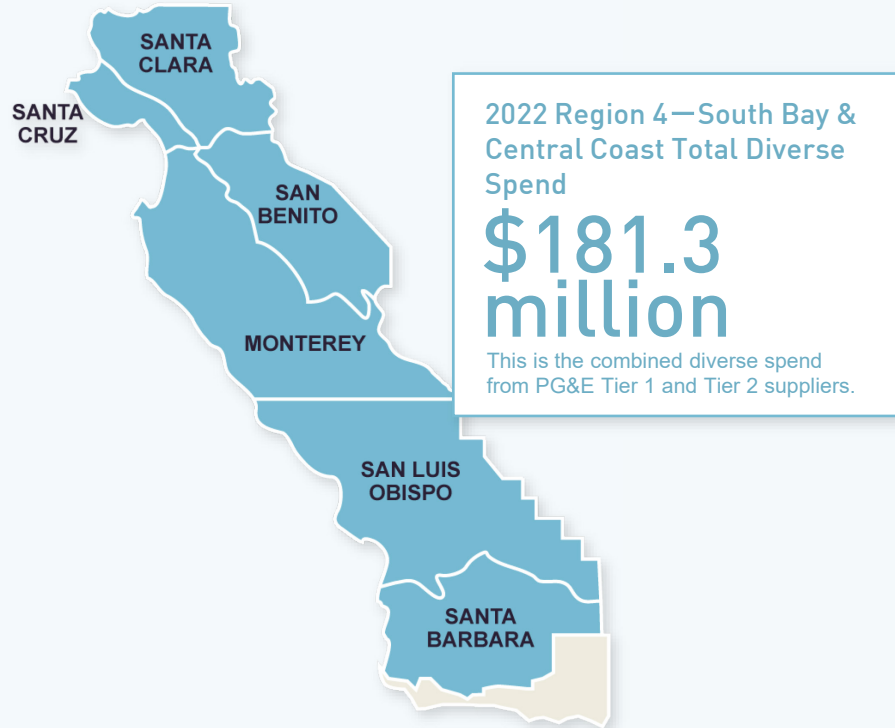 SANTA
CLARA
SANTA
CRUZ
SAN
BENITO
MONTEREY
SAN LUIS
OBISPO
SANTA
BARBARA
2022 Region 4—South Bay &
Central Coast Total Diverse
Spend
$181.3
million
This is the combined diverse spend
from PG&E Tier 1 and Tier 2 suppliers.